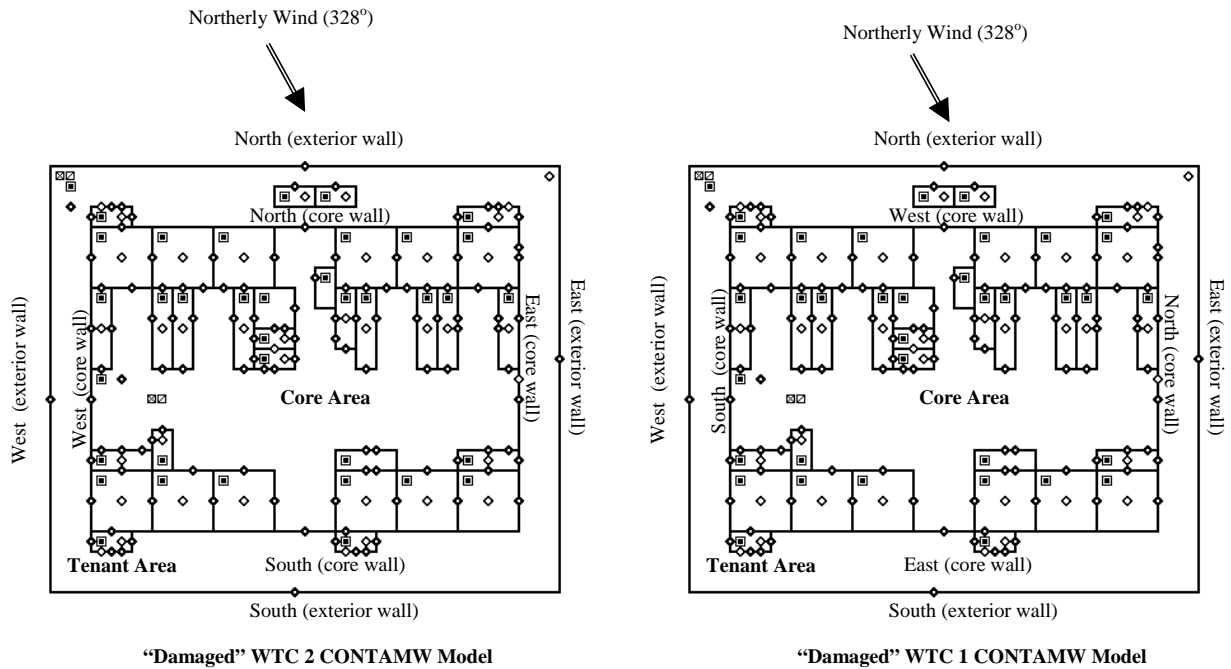 Northerly Wind (328º)
North (exterior wall)
North (core wall)
West (exterior wall)
West (core wall)
East (core wall)
East (exterior wall)
Core Area
Tenant Area
South (core wall)
South (exterior wall)
“Damaged” WTC 2 CONTAMW Model
Northerly Wind (328º)
North (exterior wall)
West (core wall)
West (exterior wall)
South (core wall)
North (core wall)
East (exterior wall)
Core Area
Tenant Area
East (core wall)
South (exterior wall)
“Damaged” WTC 1 CONTAMW Model